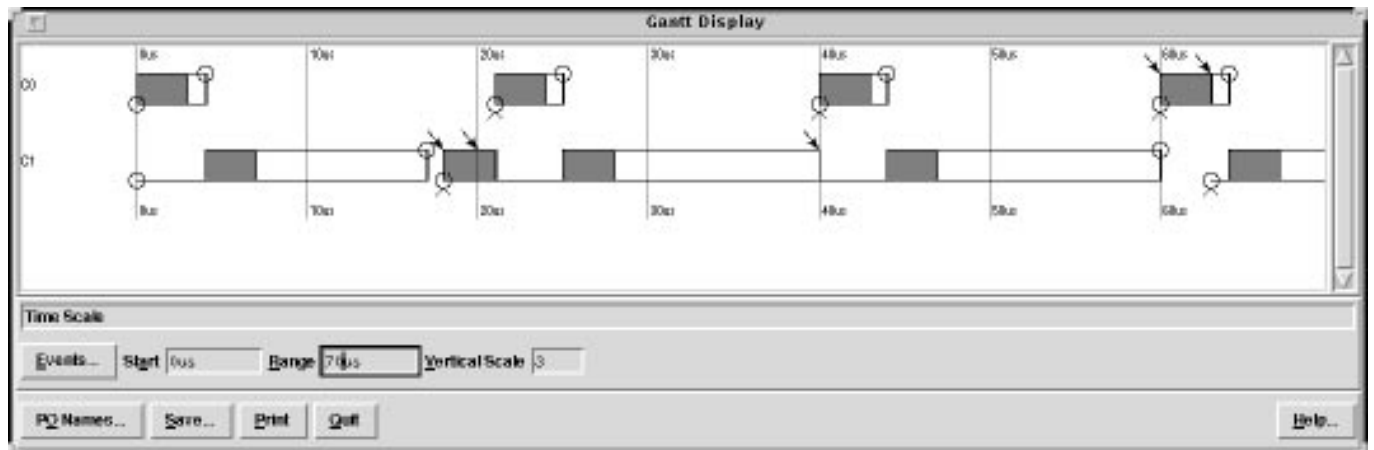 Gantt Display
0us 10us 20us 30us 40us 50us 60us
C0
C1
0us 10us 20us 30us 40us 50us 60us
Time Scale
Events... Start 0us Range 70us Vertical Scale 3
PO Names... Save... Print Quit Help...